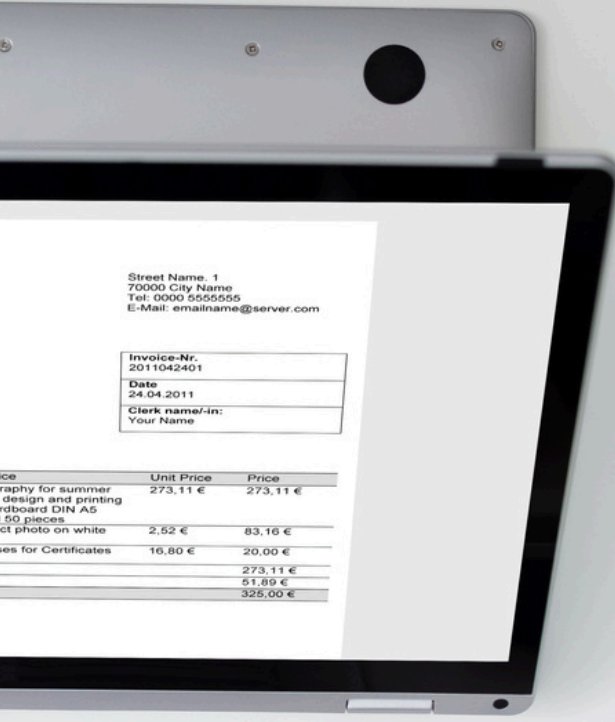 Street Name. 1
70000 City Name
Tel: 0000 5555555
E-Mail: emailname@server.com
Invoice-Nr.
2011042401
Date
24.04.2011
Clerk name/-in:
Your Name
ice Unit Price Price
raphy for summer 273,11 € 273,11 €
design and printing
rdboard DIN A5
50 pieces
ct photo on white 2,52 € 83,16 €
ses for Certificates 16,80 € 20,00 €
273,11 €
51,89 €
325,00 €